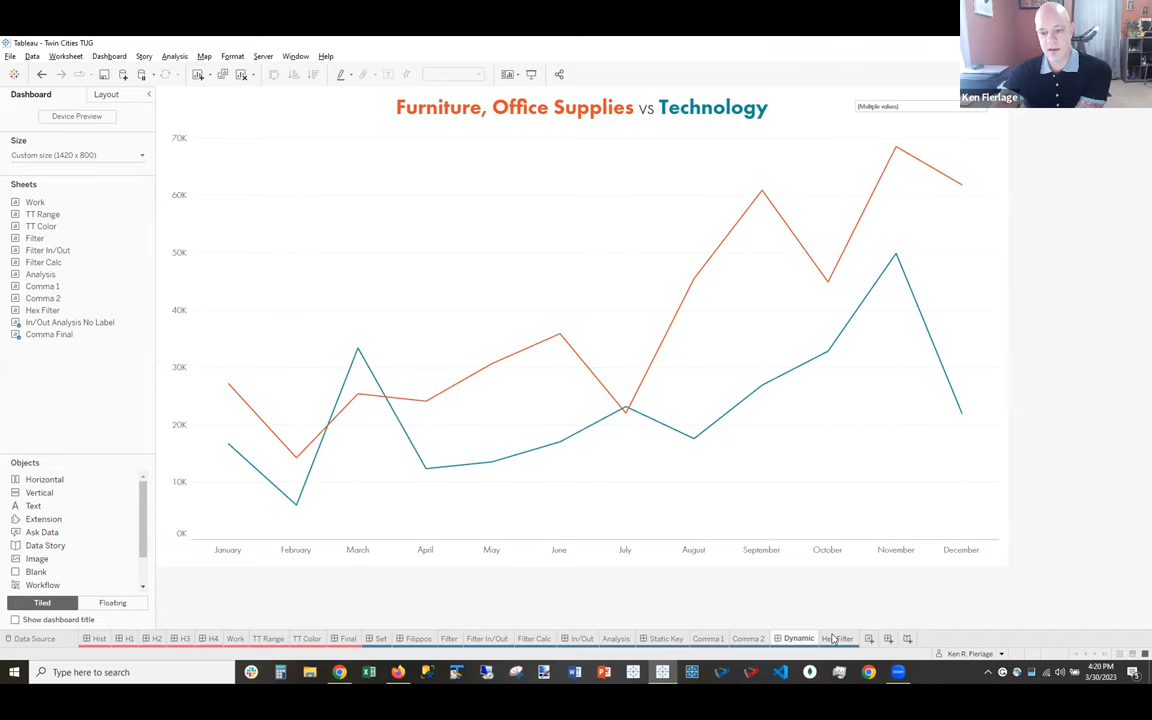 Tableau - Twin Cities TUG
File Data Worksheet Dashboard Story Analysis Map Format Server Window Help
Ken Flerlage
Dashboard Layout
Device Preview
Size
Custom size (1420 x 800)
Sheets
Work
TT Range
TT Color
Filter
Filter In/Out
Filter Calc
Analysis
Comma 1
Comma 2
Hex Filter
In/Out Analysis No Label
Comma Final
Objects
Horizontal
Vertical
A Text
Extension
Ask Data
Data Story
Image
Blank
Workflow
Tiled Floating
Show dashboard title
Furniture, Office Supplies vs Technology
(Multiple values)
70K
60K
50K
40K
30K
20K
10K
0K
January February March April May June July August September October November December
Data Source Hist H1 H2 H3 H4 Work TT Range TT Color Final Set Filippos Filter Filter In/Out Filter Calc In/Out Analysis Static Key Comma 1 Comma 2 Dynamic Hex Filter
Ken R. Flerlage
Type here to search
4:20 PM
3/30/2023